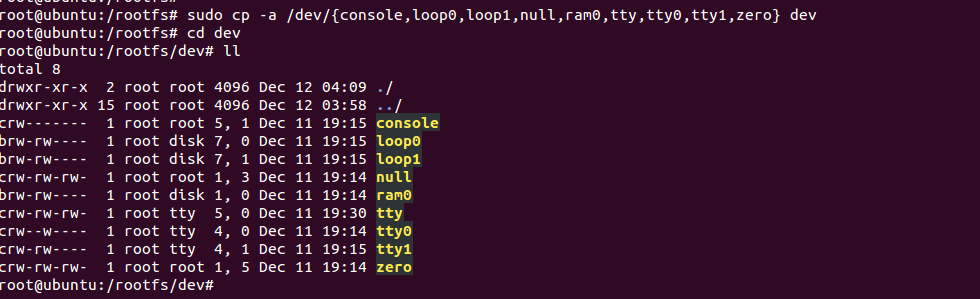 root@ubuntu:/rootfs# sudo cp -a /dev/{console,loop0,loop1,null,ram0,tty,tty0,tty1,zero} dev
root@ubuntu:/rootfs# cd dev
root@ubuntu:/rootfs/dev# ll
total 8
drwxr-xr-x  2 root root 4096 Dec 12 04:09 ./
drwxr-xr-x 15 root root 4096 Dec 12 03:58 ../
crw-------  1 root root 5, 1 Dec 11 19:15 console
brw-rw----  1 root disk 7, 0 Dec 11 19:15 loop0
brw-rw----  1 root disk 7, 1 Dec 11 19:15 loop1
crw-rw-rw-  1 root root 1, 3 Dec 11 19:14 null
brw-rw----  1 root disk 1, 0 Dec 11 19:14 ram0
crw-rw-rw-  1 root tty  5, 0 Dec 11 19:30 tty
crw--w----  1 root tty  4, 0 Dec 11 19:14 tty0
crw-rw----  1 root tty  4, 1 Dec 11 19:15 tty1
crw-rw-rw-  1 root root 1, 5 Dec 11 19:14 zero
root@ubuntu:/rootfs/dev#